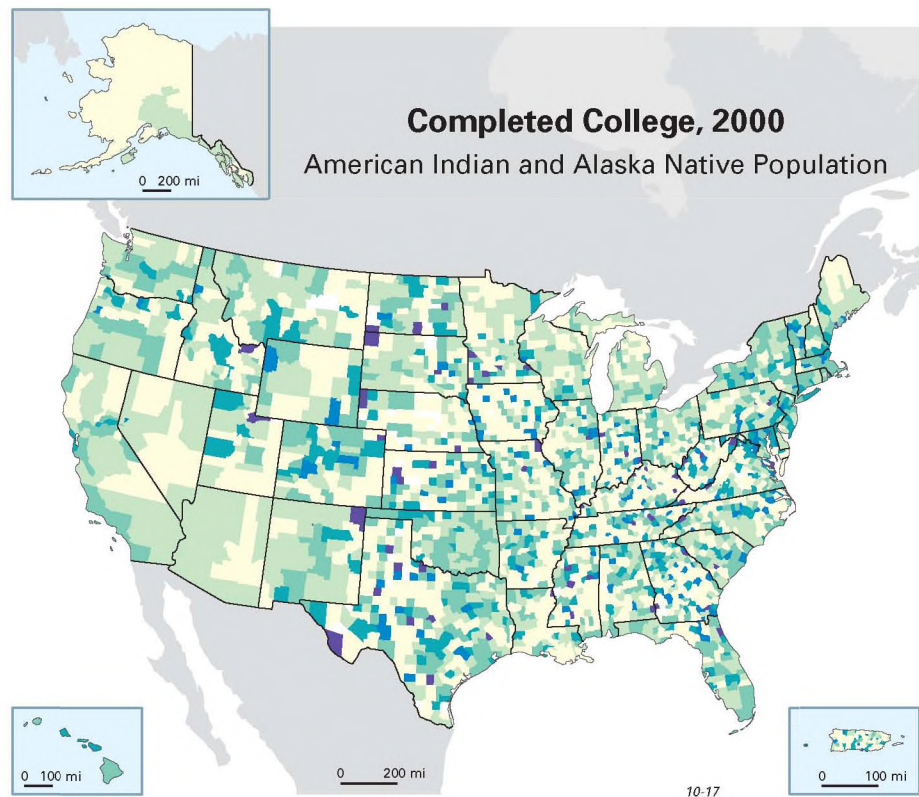 Completed College, 2000
American Indian and Alaska Native Population
0 200 mi
0 100 mi
0 200 mi
0 100 mi
10-17